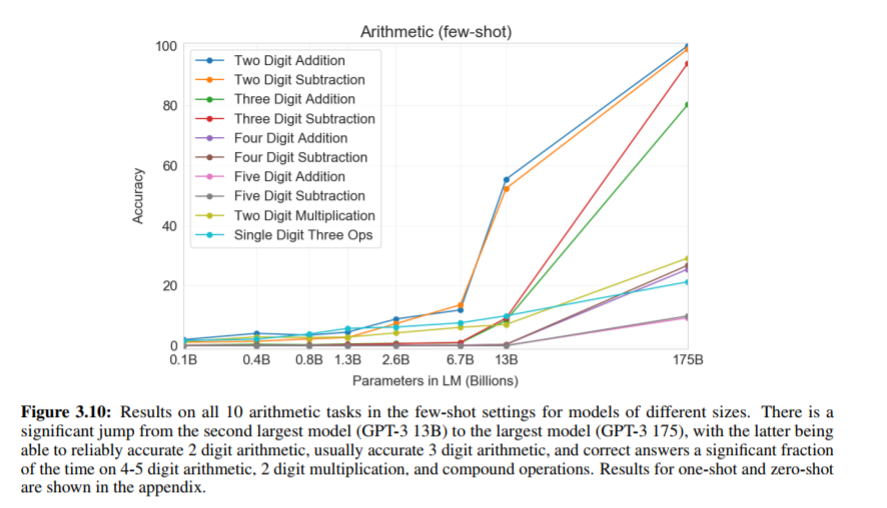 Arithmetic (few-shot)
100
80
60
40
20
0
Accuracy
Two Digit Addition
Two Digit Subtraction
Three Digit Addition
Three Digit Subtraction
Four Digit Addition
Four Digit Subtraction
Five Digit Addition
Five Digit Subtraction
Two Digit Multiplication
Single Digit Three Ops
0.1B 0.4B 0.8B 1.3B 2.6B 6.7B 13B 175B
Parameters in LM (Billions)
Figure 3.10: Results on all 10 arithmetic tasks in the few-shot settings for models of different sizes. There is a
significant jump from the second largest model (GPT-3 13B) to the largest model (GPT-3 175), with the latter being
able to reliably accurate 2 digit arithmetic, usually accurate 3 digit arithmetic, and correct answers a significant fraction
of the time on 4-5 digit arithmetic, 2 digit multiplication, and compound operations. Results for one-shot and zero-shot
are shown in the appendix.